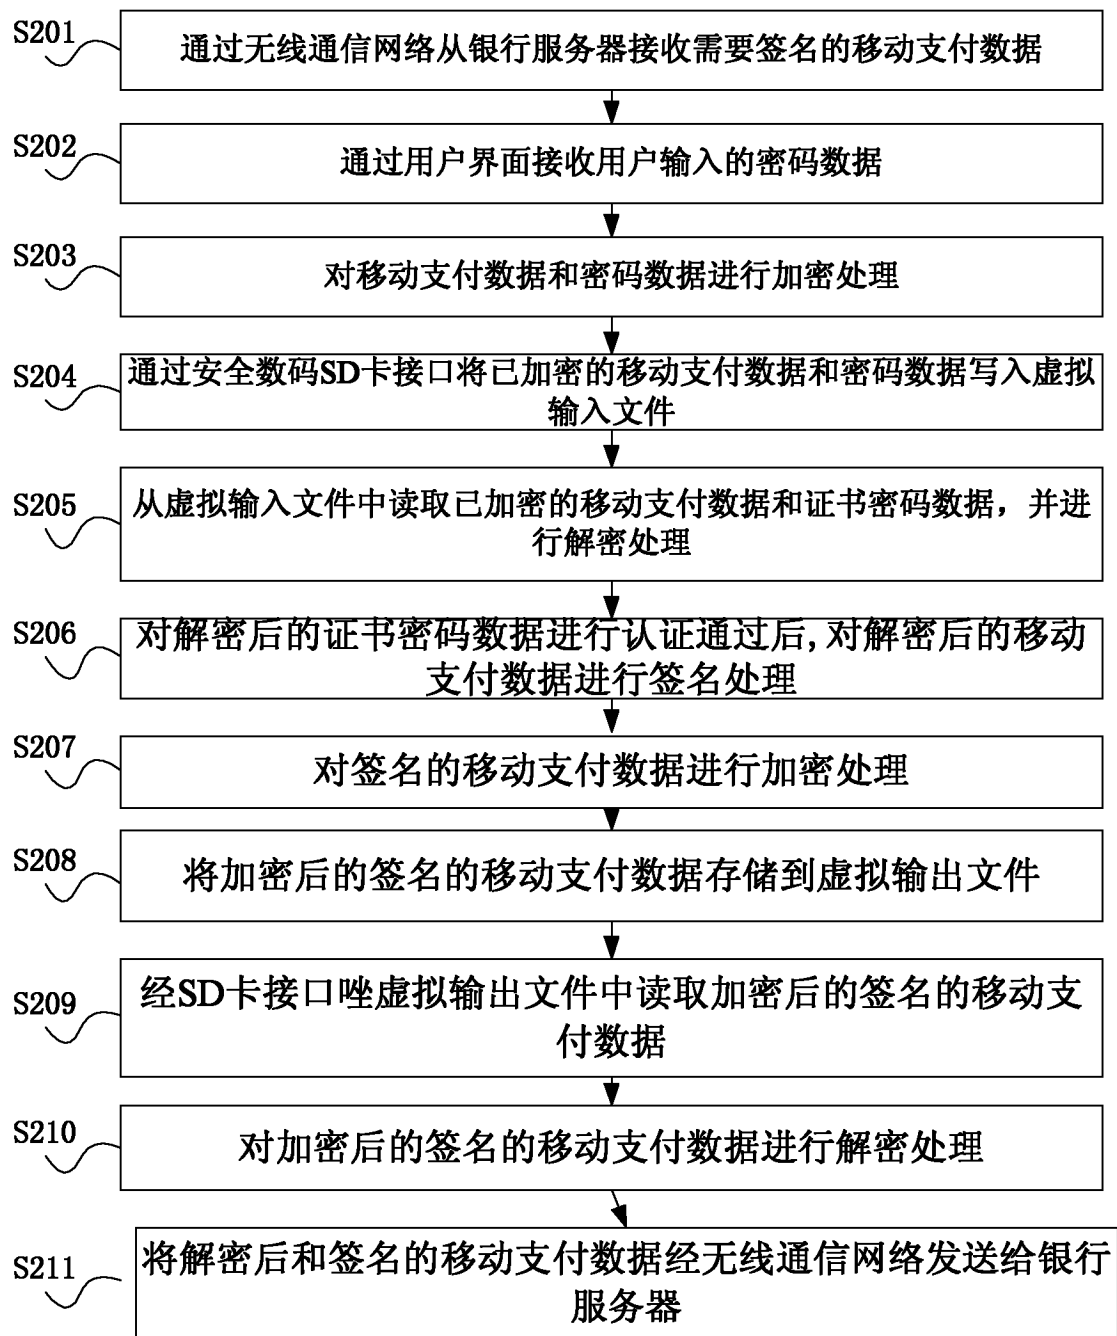 S201
通过无线通信网络从银行服务器接收需要签名的移动支付数据
S202
通过用户界面接收用户输入的密码数据
S203
对移动支付数据和密码数据进行加密处理
S204
通过安全数码SD卡接口将已加密的移动支付数据和密码数据写入虚拟
输入文件
S205
从虚拟输入文件中读取已加密的移动支付数据和证书密码数据，并进
行解密处理
S206
对解密后的证书密码数据进行认证通过后,对解密后的移动
支付数据进行签名处理
S207
对签名的移动支付数据进行加密处理
S208
将加密后的签名的移动支付数据存储到虚拟输出文件
S209
经SD卡接口唑虚拟输出文件中读取加密后的签名的移动支
付数据
S210
对加密后的签名的移动支付数据进行解密处理
S211
将解密后和签名的移动支付数据经无线通信网络发送给银行
服务器